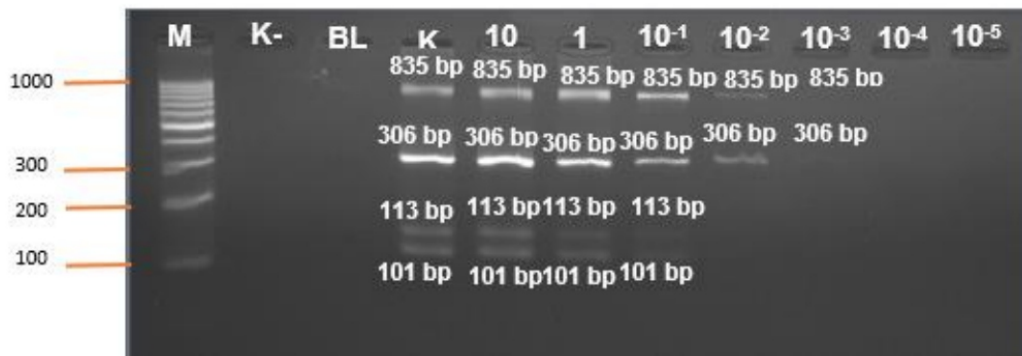 M K- BL K 10 1 10⁻¹ 10⁻² 10⁻³ 10⁻⁴ 10⁻⁵
1000 835 bp 835 bp 835 bp 835 bp 835 bp 835 bp
306 bp 306 bp 306 bp 306 bp 306 bp 306 bp
300
200 113 bp 113 bp 113 bp 113 bp
100 101 bp 101 bp 101 bp 101 bp